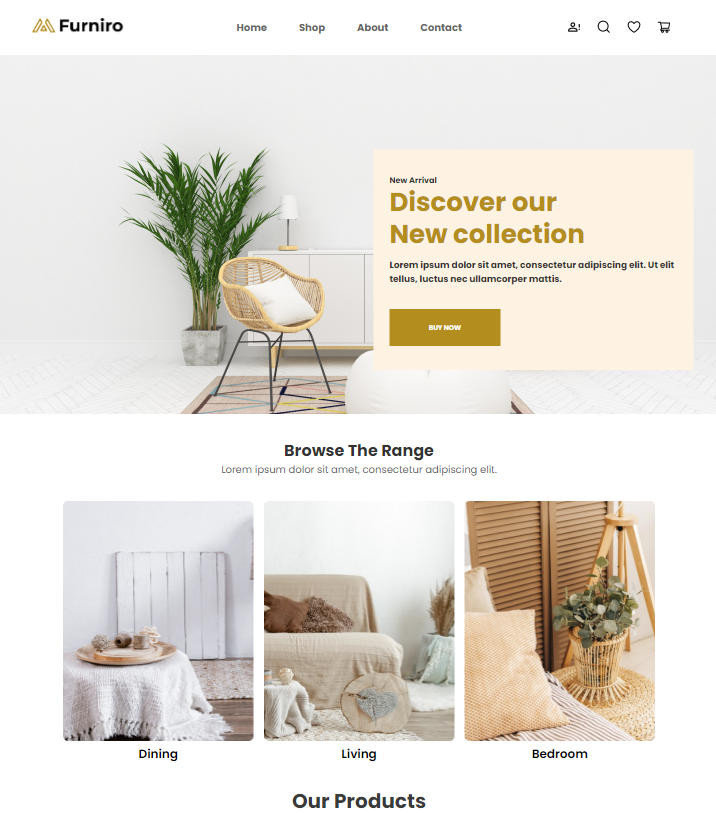 Furniro
Home
Shop
About
Contact
New Arrival
Discover our
New collection
Lorem ipsum dolor sit amet, consectetur adipiscing elit. Ut elit
tellus, luctus nec ullamcorper mattis.
BUY NOW
Browse The Range
Lorem ipsum dolor sit amet, consectetur adipiscing elit.
Dining
Living
Bedroom
Our Products